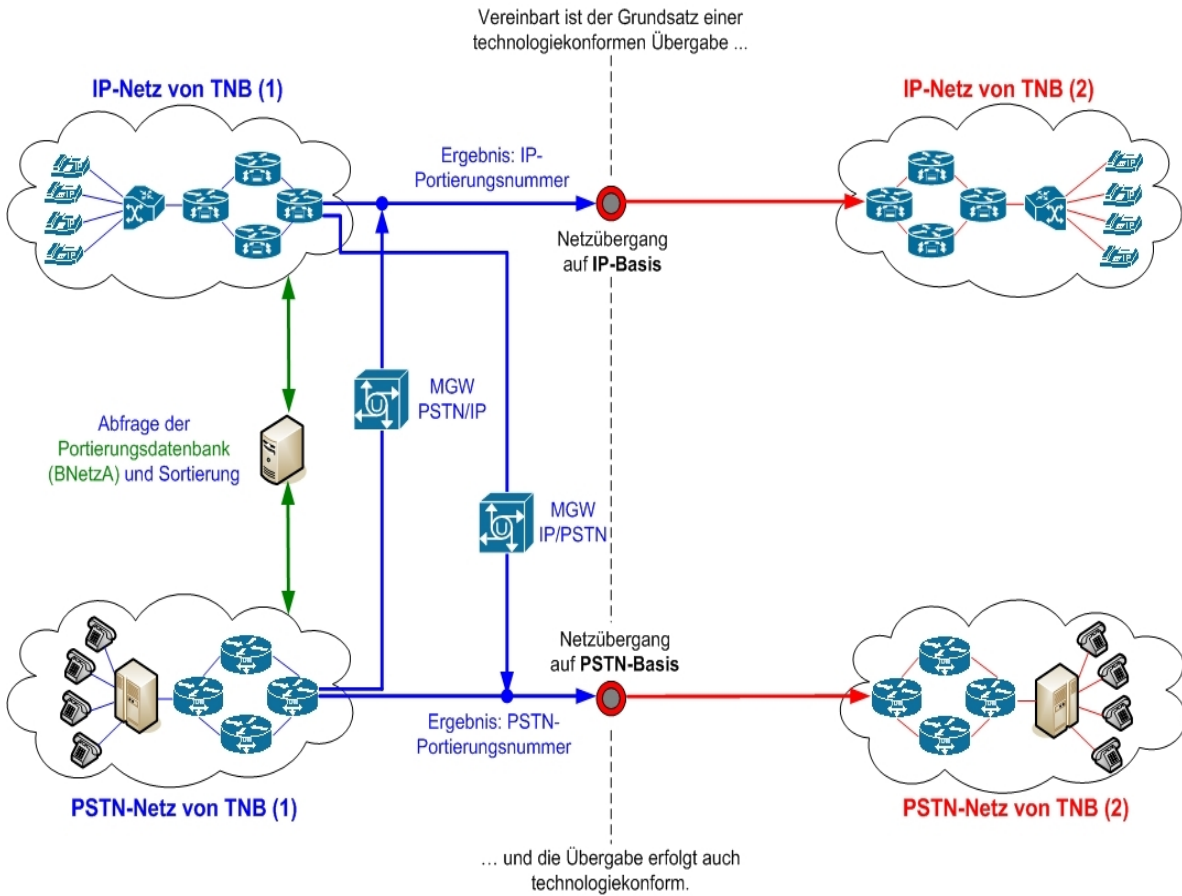 Vereinbart ist der Grundsatz einer
technologiekonformen Übergabe ...
IP-Netz von TNB (1)
IP-Netz von TNB (2)
Ergebnis: IP-
Portierungsnummer
Netzübergang
auf IP-Basis
MGW
PSTN/IP
Abfrage der
Portierungsdatenbank
(BNetzA) und Sortierung
MGW
IP/PSTN
Netzübergang
auf PSTN-Basis
Ergebnis: PSTN-
Portierungsnummer
PSTN-Netz von TNB (1)
PSTN-Netz von TNB (2)
... und die Übergabe erfolgt auch
technologiekonform.